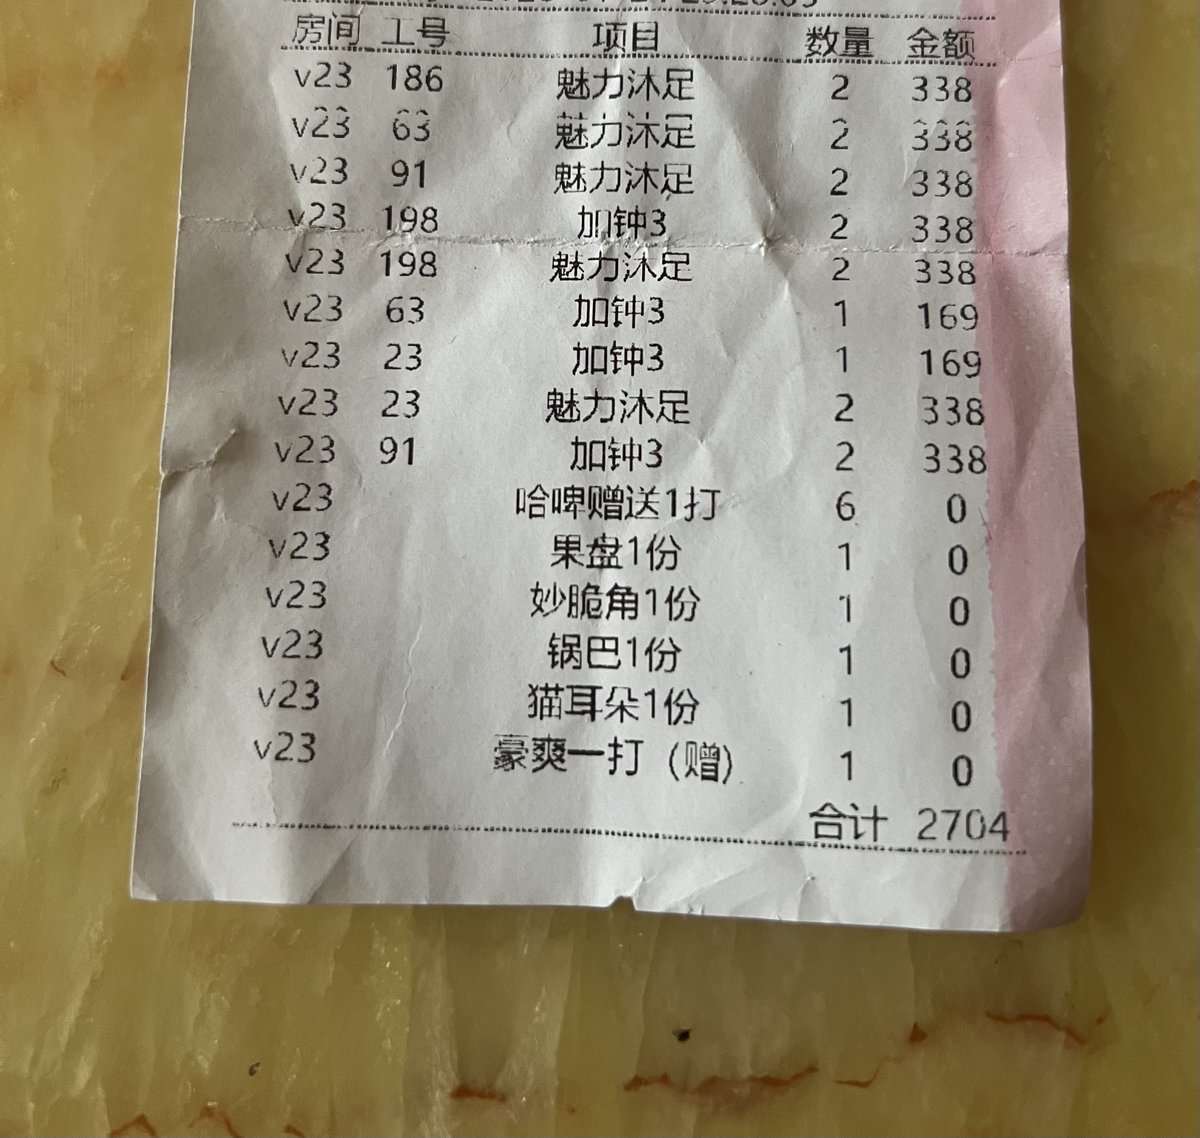 房间 工号 项目 数量 金额
v23 186 魅力沐足 2 338
v23 63 魅力沐足 2 338
v23 91 魅力沐足 2 338
v23 198 加钟3 2 338
v23 198 魅力沐足 2 338
v23 63 加钟3 1 169
v23 23 加钟3 1 169
v23 23 魅力沐足 2 338
v23 91 加钟3 2 338
v23 哈啤赠送1打 6 0
v23 果盘1份 1 0
v23 妙脆角1份 1 0
v23 锅巴1份 1 0
v23 猫耳朵1份 1 0
v23 豪爽一打（赠） 1 0
合计 2704